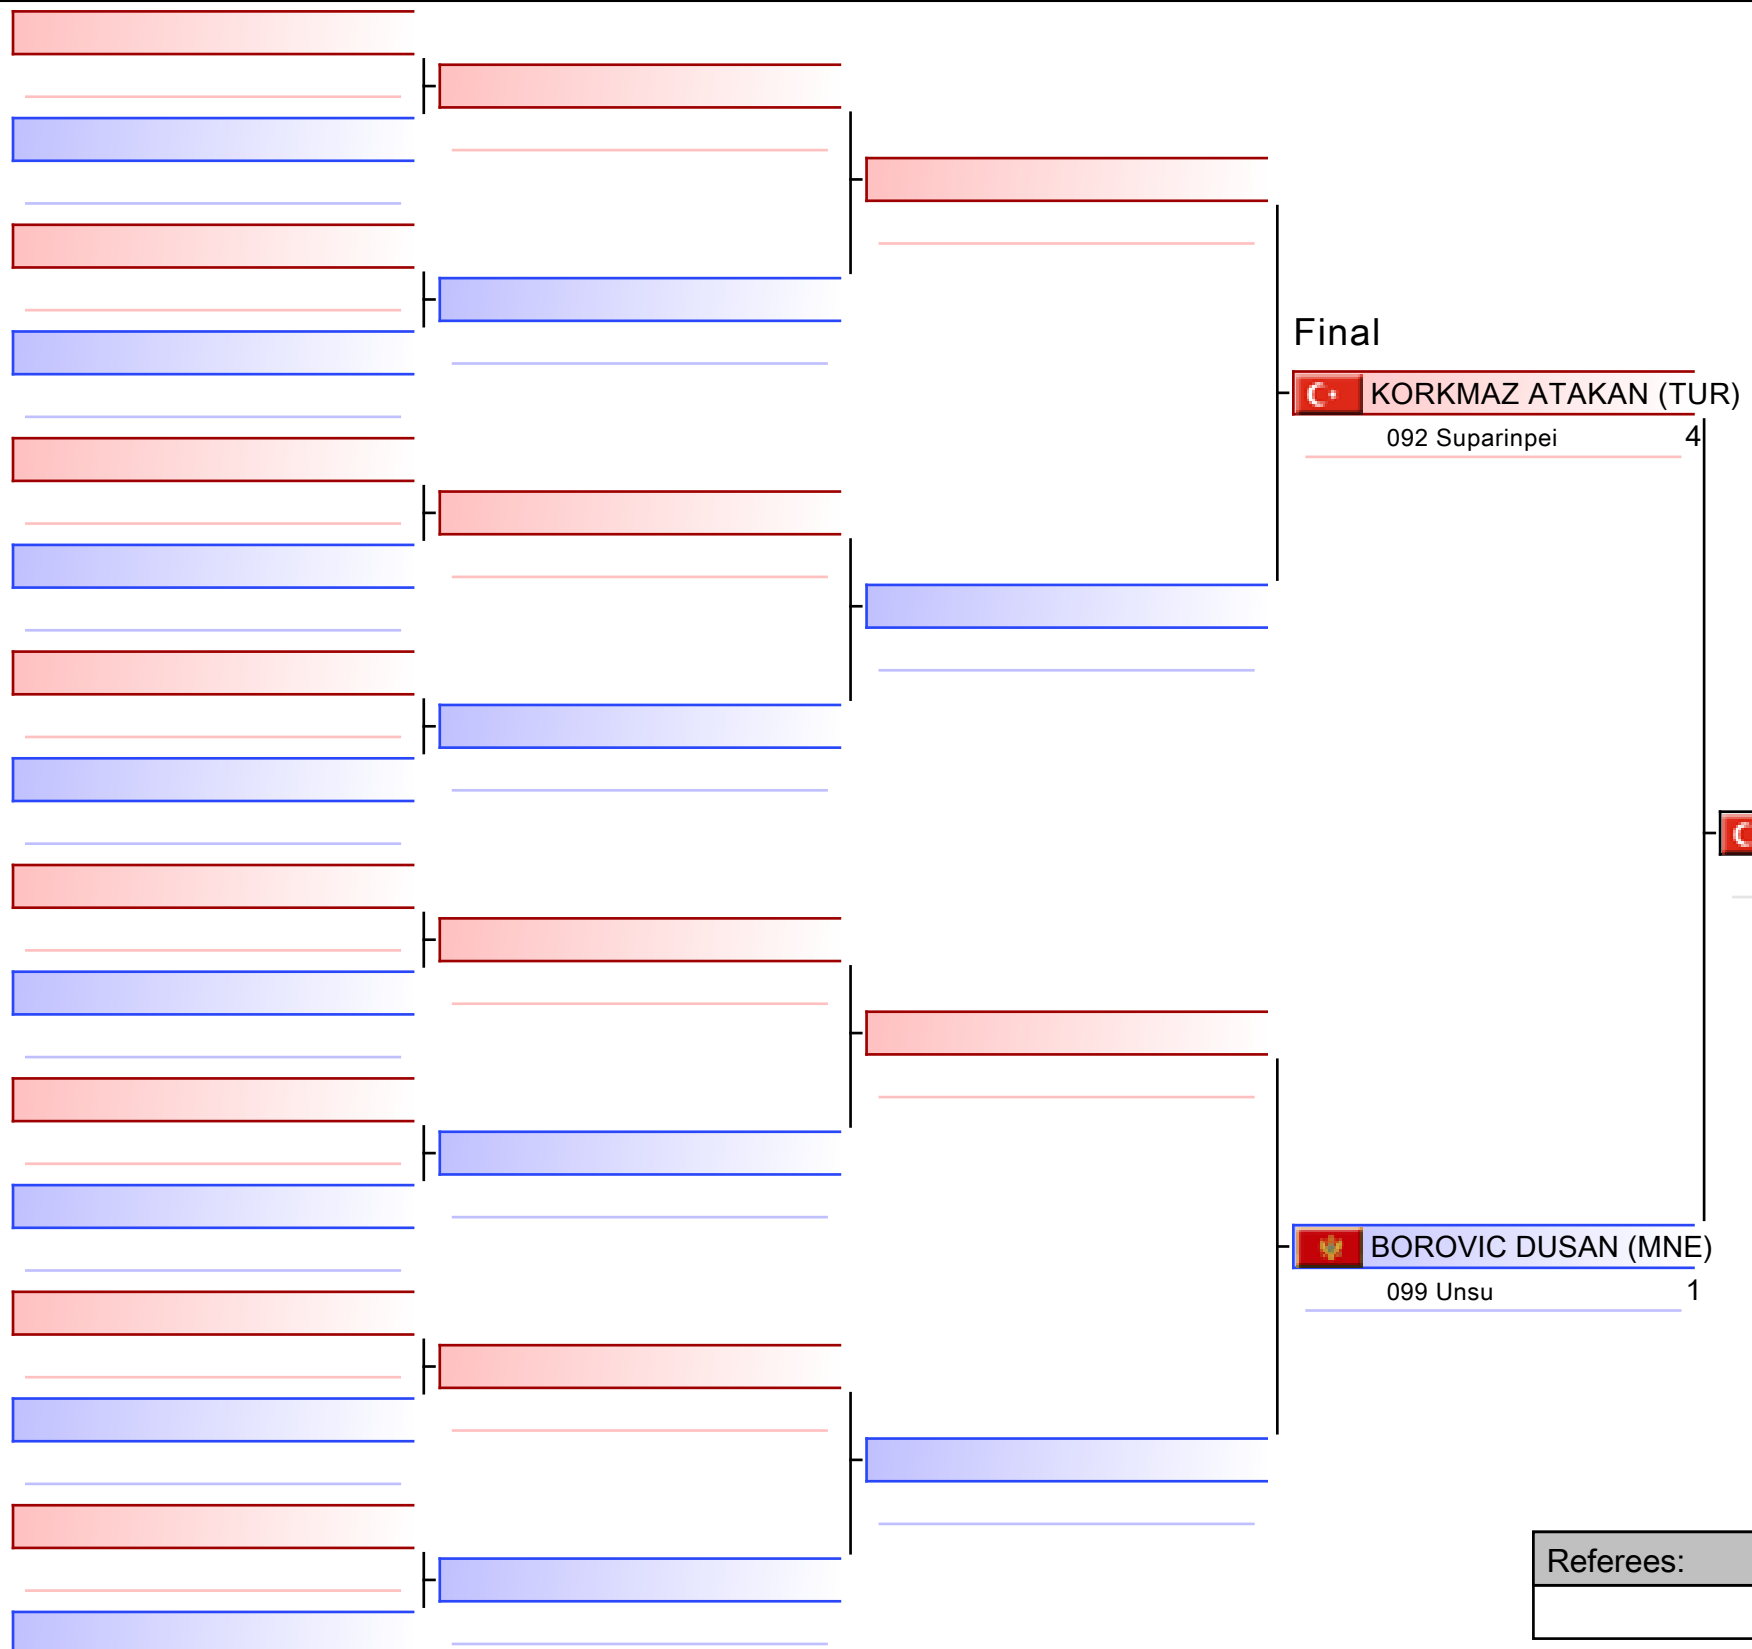 Final
KORKMAZ ATAKAN (TUR)
092 Suparinpei 4
BOROVIC DUSAN (MNE)
099 Unsu 1
Referees: